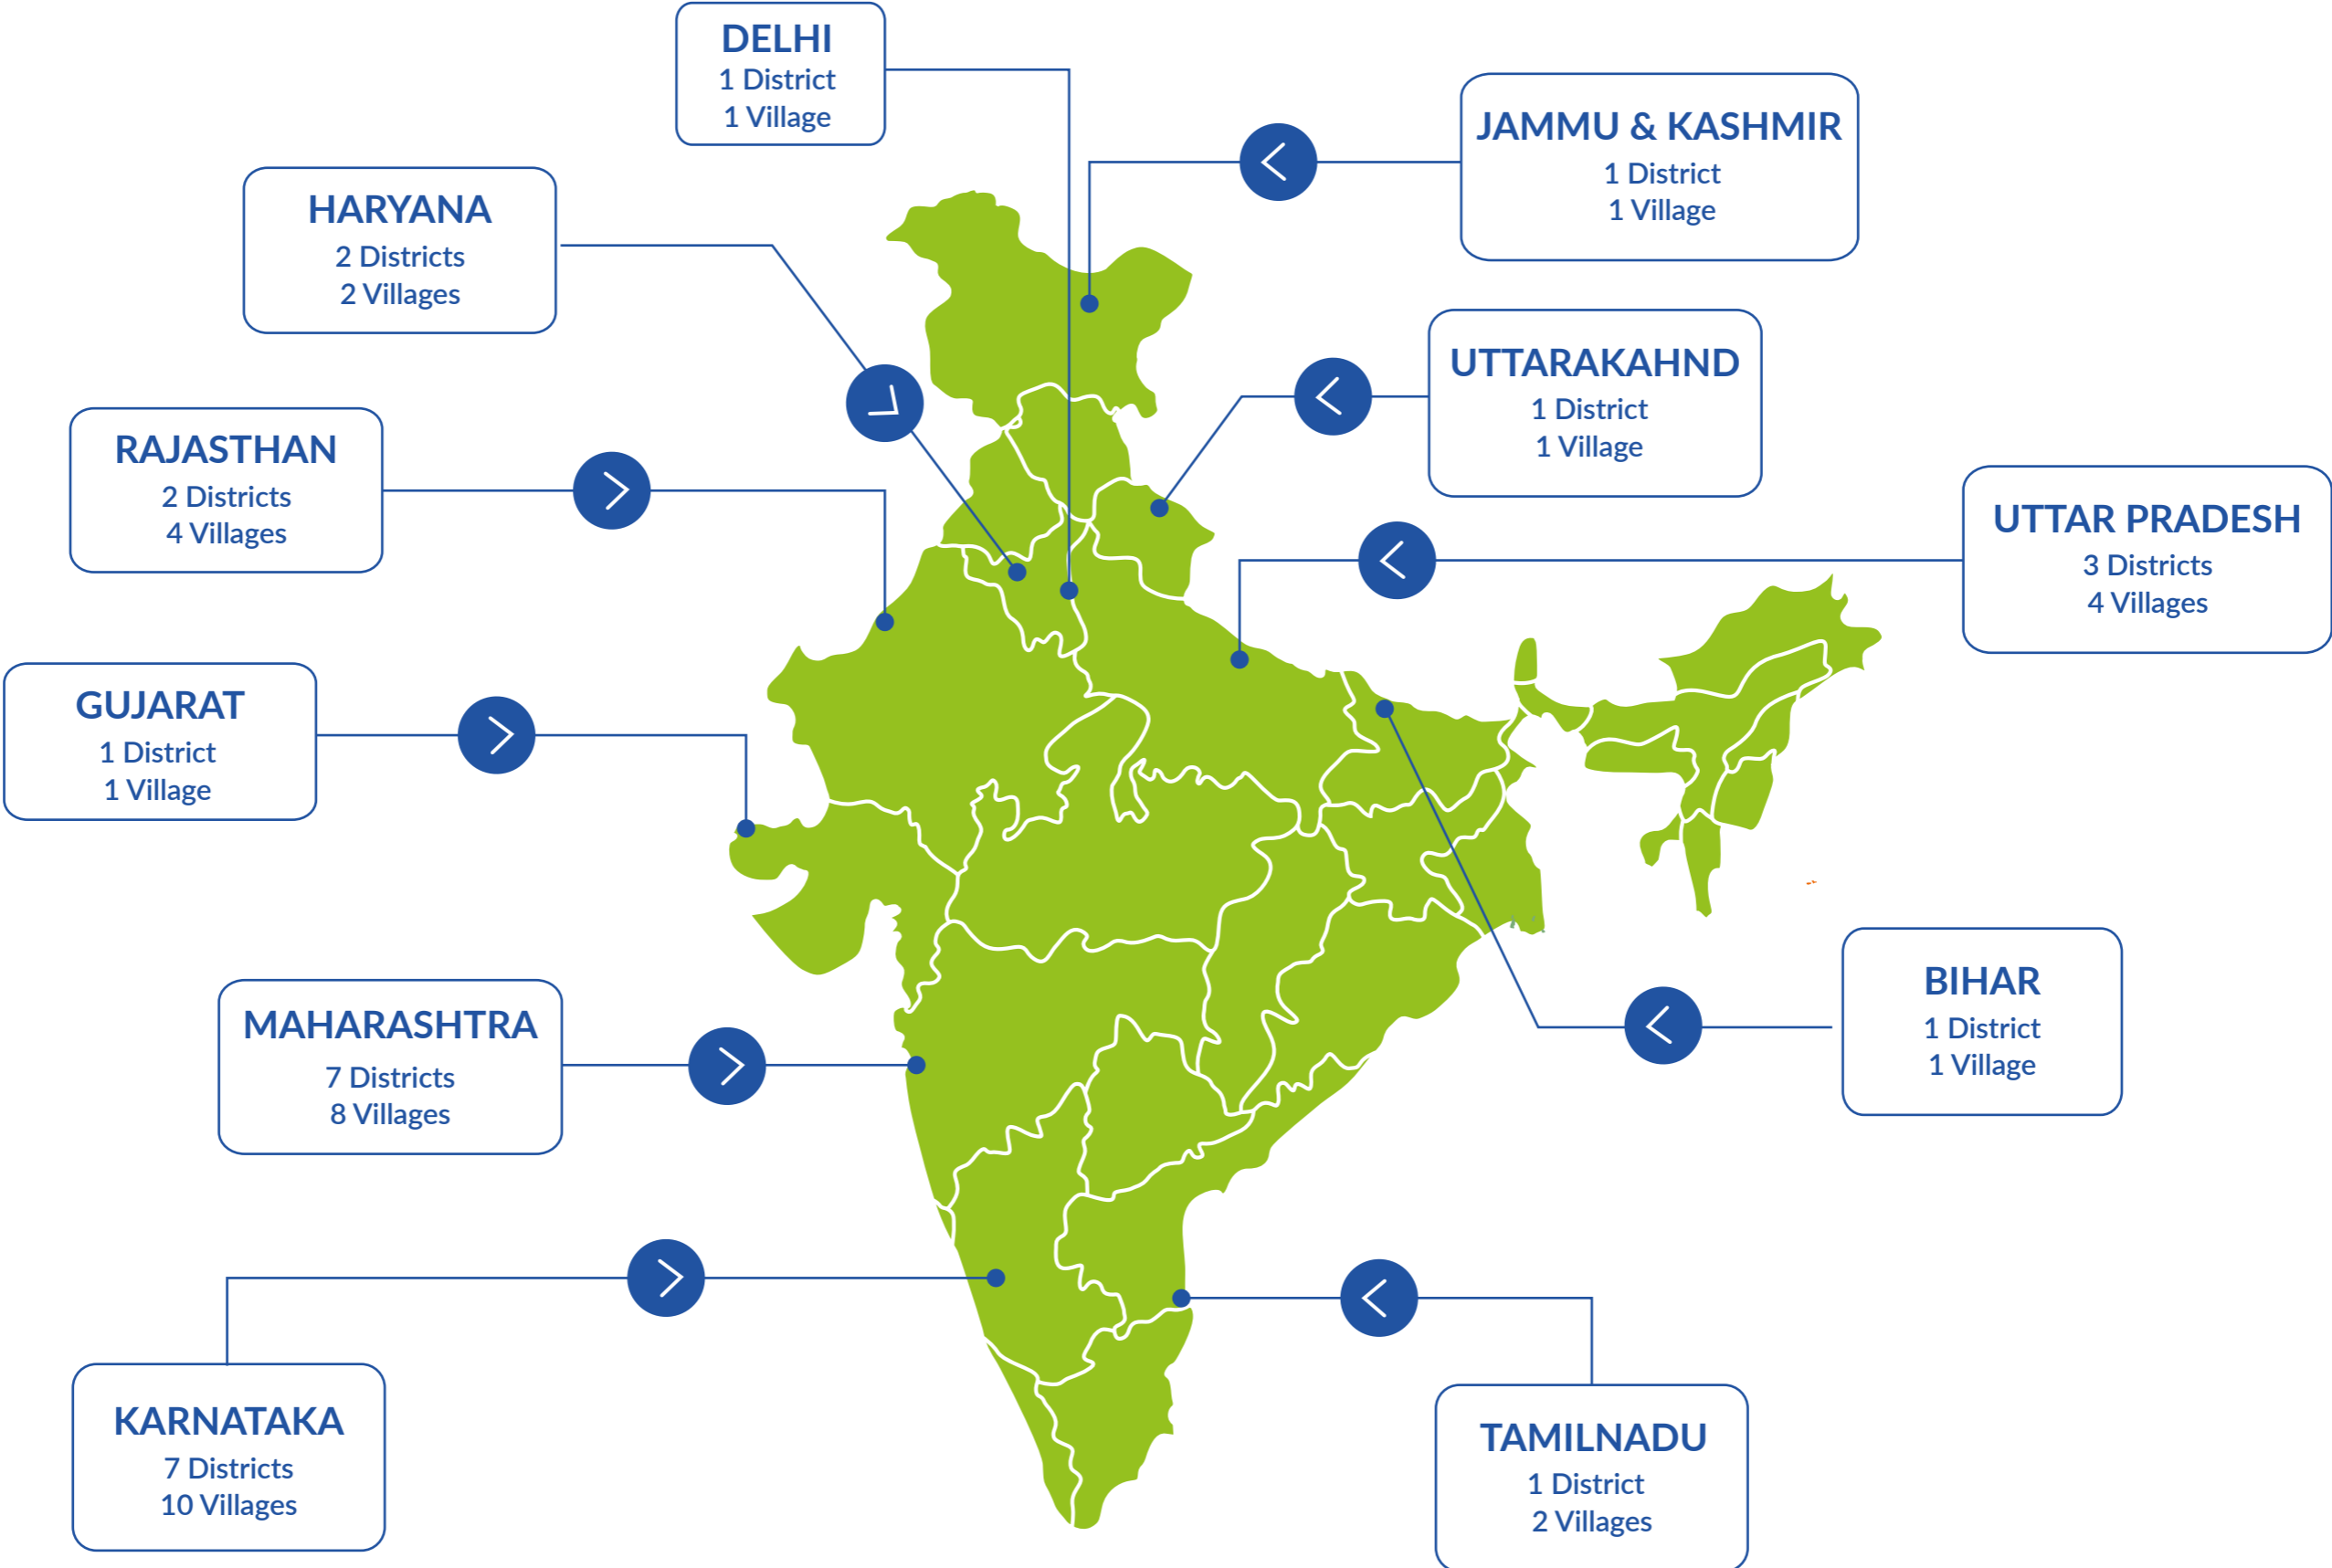 DELHI
1 District
1 Village
JAMMU & KASHMIR
1 District
1 Village
HARYANA
2 Districts
2 Villages
UTTARAKAHND
1 District
1 Village
RAJASTHAN
2 Districts
4 Villages
UTTAR PRADESH
3 Districts
4 Villages
GUJARAT
1 District
1 Village
BIHAR
1 District
1 Village
MAHARASHTRA
7 Districts
8 Villages
KARNATAKA
7 Districts
10 Villages
TAMILNADU
1 District
2 Villages